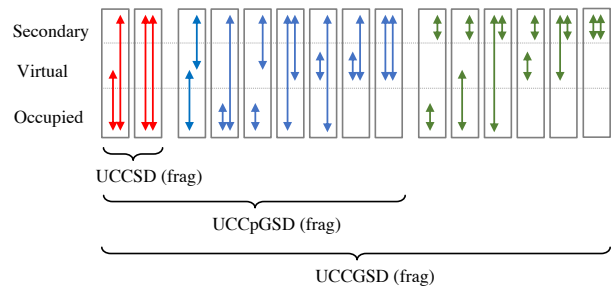 Secondary
Virtual
Occupied
UCCSD (frag)
UCCpGSD (frag)
UCCGSD (frag)